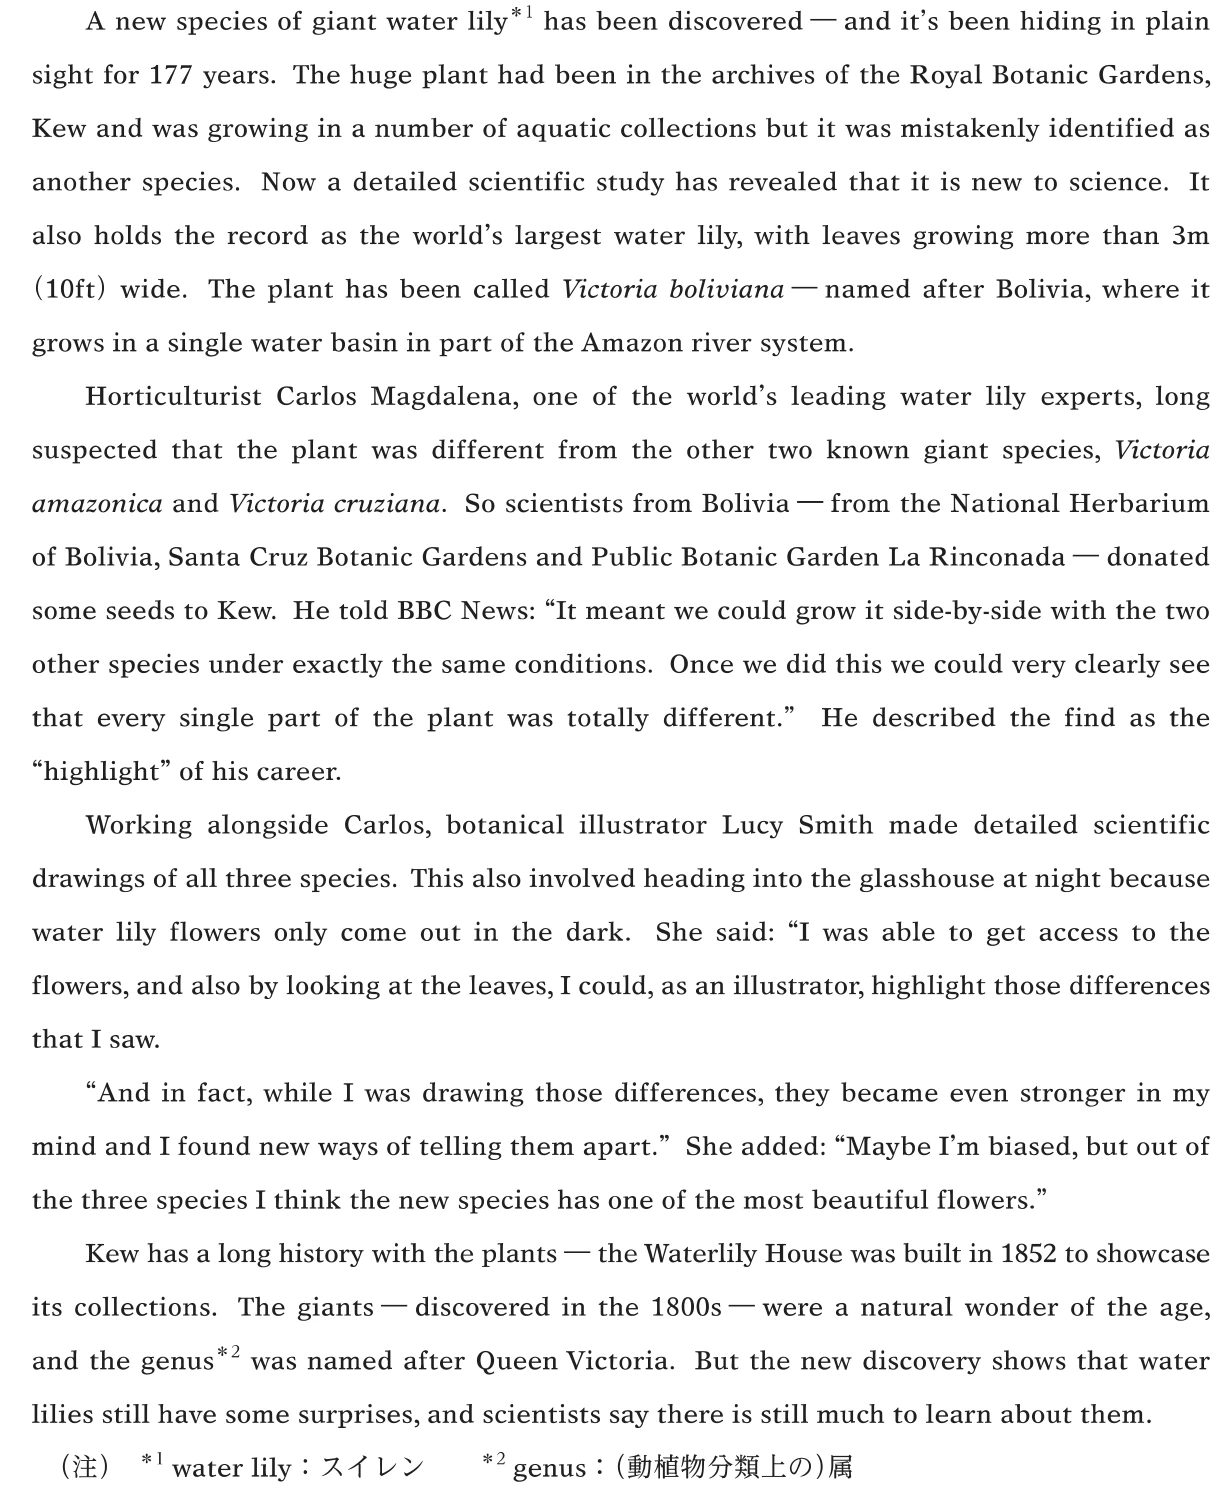 A new species of giant water lily*1 has been discovered — and it’s been hiding in plain
sight for 177 years. The huge plant had been in the archives of the Royal Botanic Gardens,
Kew and was growing in a number of aquatic collections but it was mistakenly identified as
another species. Now a detailed scientific study has revealed that it is new to science. It
also holds the record as the world’s largest water lily, with leaves growing more than 3m
(10ft) wide. The plant has been called Victoria boliviana — named after Bolivia, where it
grows in a single water basin in part of the Amazon river system.
Horticulturist Carlos Magdalena, one of the world’s leading water lily experts, long
suspected that the plant was different from the other two known giant species, Victoria
amazonica and Victoria cruziana. So scientists from Bolivia — from the National Herbarium
of Bolivia, Santa Cruz Botanic Gardens and Public Botanic Garden La Rinconada — donated
some seeds to Kew. He told BBC News: “It meant we could grow it side-by-side with the two
other species under exactly the same conditions. Once we did this we could very clearly see
that every single part of the plant was totally different.” He described the find as the
“highlight” of his career.
Working alongside Carlos, botanical illustrator Lucy Smith made detailed scientific
drawings of all three species. This also involved heading into the glasshouse at night because
water lily flowers only come out in the dark. She said: “I was able to get access to the
flowers, and also by looking at the leaves, I could, as an illustrator, highlight those differences
that I saw.
“And in fact, while I was drawing those differences, they became even stronger in my
mind and I found new ways of telling them apart.” She added: “Maybe I’m biased, but out of
the three species I think the new species has one of the most beautiful flowers.”
Kew has a long history with the plants — the Waterlily House was built in 1852 to showcase
its collections. The giants — discovered in the 1800s — were a natural wonder of the age,
and the genus*2 was named after Queen Victoria. But the new discovery shows that water
lilies still have some surprises, and scientists say there is still much to learn about them.
（注） *1 water lily：スイレン *2 genus：（動植物分類上の）属